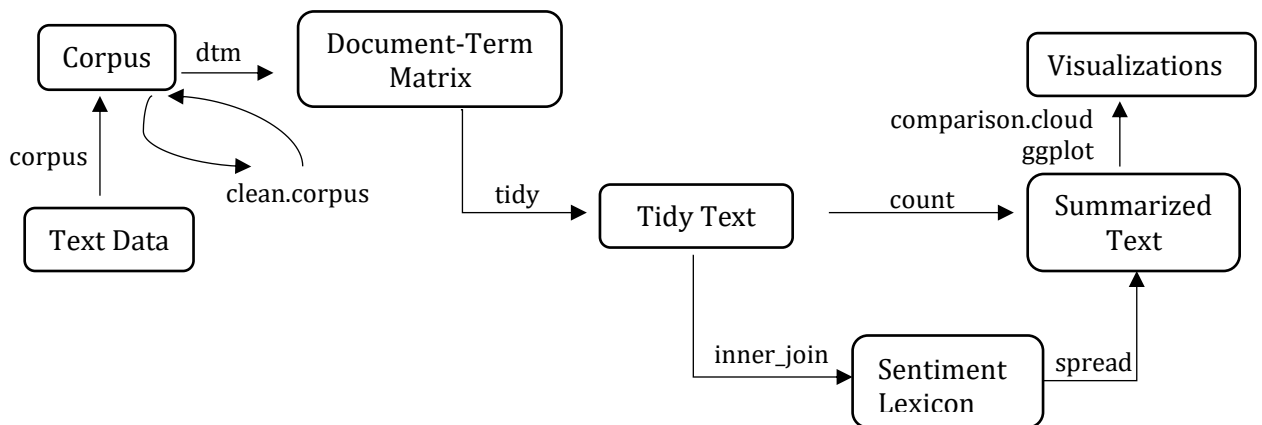 Corpus
dtm
Document-Term
Matrix
Visualizations
corpus
clean.corpus
comparison.cloud
ggplot
Text Data
tidy
Tidy Text
count
Summarized
Text
inner_join
Sentiment
Lexicon
spread